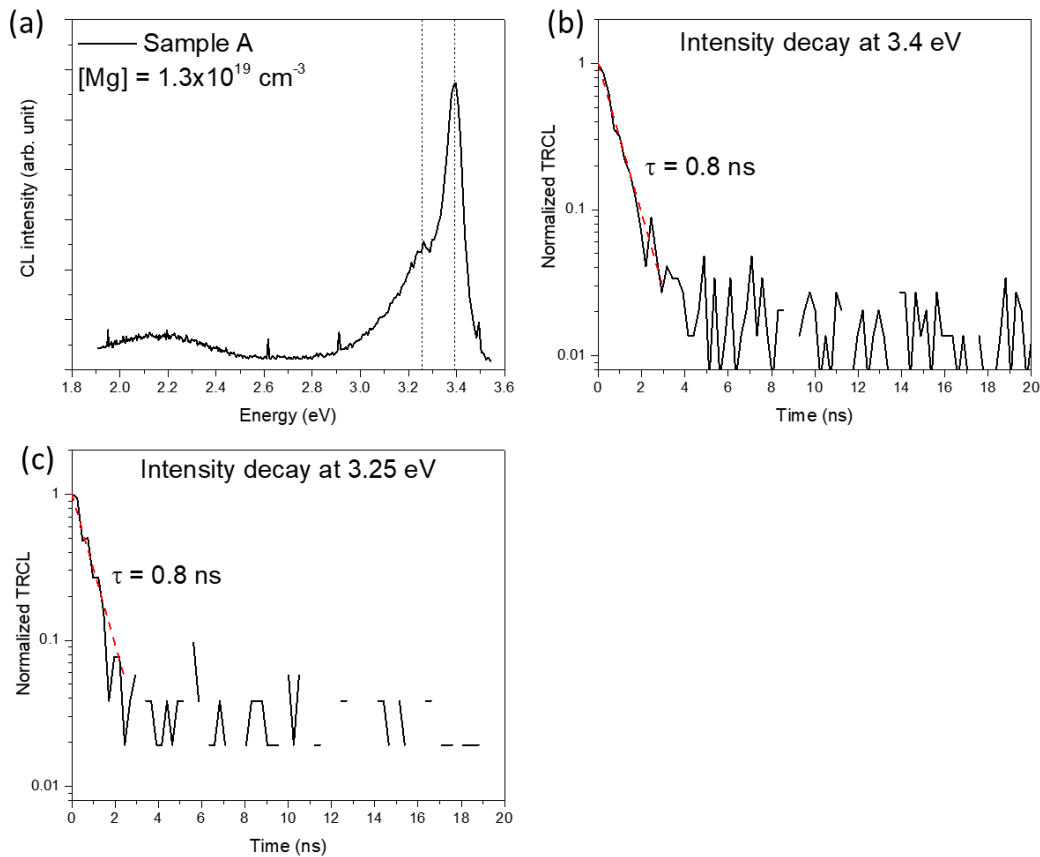 (a)
Sample A
[Mg] = 1.3x10¹⁹ cm⁻³
CL intensity (arb. unit)
1.8 2.0 2.2 2.4 2.6 2.8 3.0 3.2 3.4 3.6
Energy (eV)
(b)
Intensity decay at 3.4 eV
τ = 0.8 ns
Normalized TRCL
1
0.1
0.01
0 2 4 6 8 10 12 14 16 18 20
Time (ns)
(c)
Intensity decay at 3.25 eV
τ = 0.8 ns
Normalized TRCL
1
0.1
0.01
0 2 4 6 8 10 12 14 16 18 20
Time (ns)